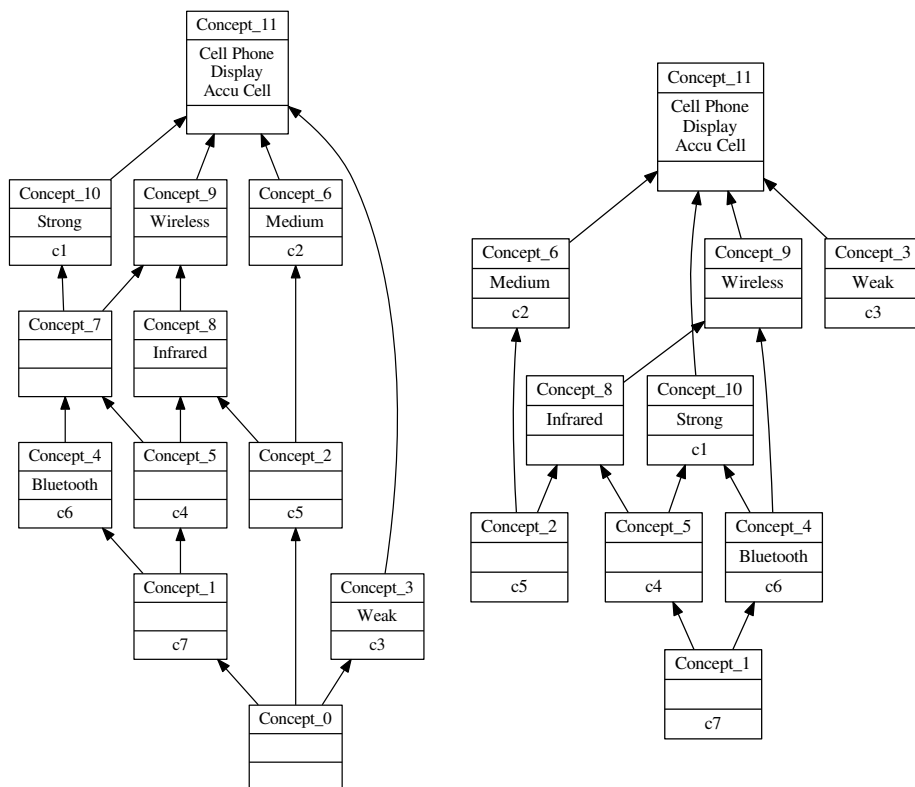 Concept_11
Cell Phone
Display
Accu Cell
Concept_10
Strong
c1
Concept_9
Wireless
Concept_6
Medium
c2
Concept_7
Concept_8
Infrared
Concept_4
Bluetooth
c6
Concept_5
c4
Concept_2
c5
Concept_1
c7
Concept_3
Weak
c3
Concept_0
Concept_11
Cell Phone
Display
Accu Cell
Concept_6
Medium
c2
Concept_9
Wireless
Concept_3
Weak
c3
Concept_8
Infrared
Concept_10
Strong
c1
Concept_2
c5
Concept_5
c4
Concept_4
Bluetooth
c6
Concept_1
c7